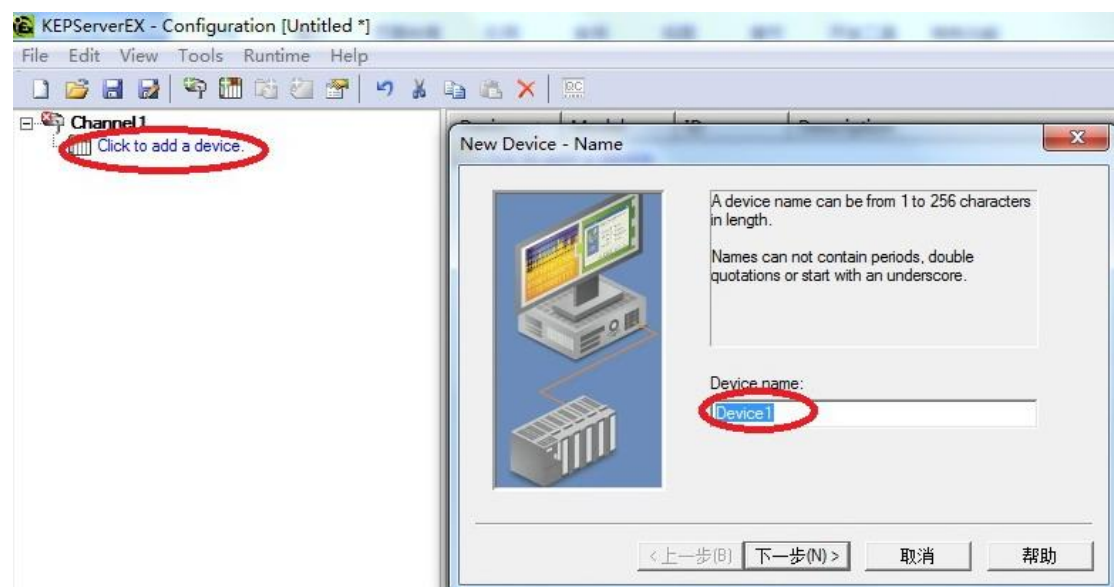 KEPServerEX - Configuration [Untitled *]
File Edit View Tools Runtime Help
Channel1
Click to add a device.
New Device - Name
A device name can be from 1 to 256 characters
in length.
Names can not contain periods, double
quotations or start with an underscore.
Device name:
Device1
<上一步(B) 下一步(N) > 取消 帮助